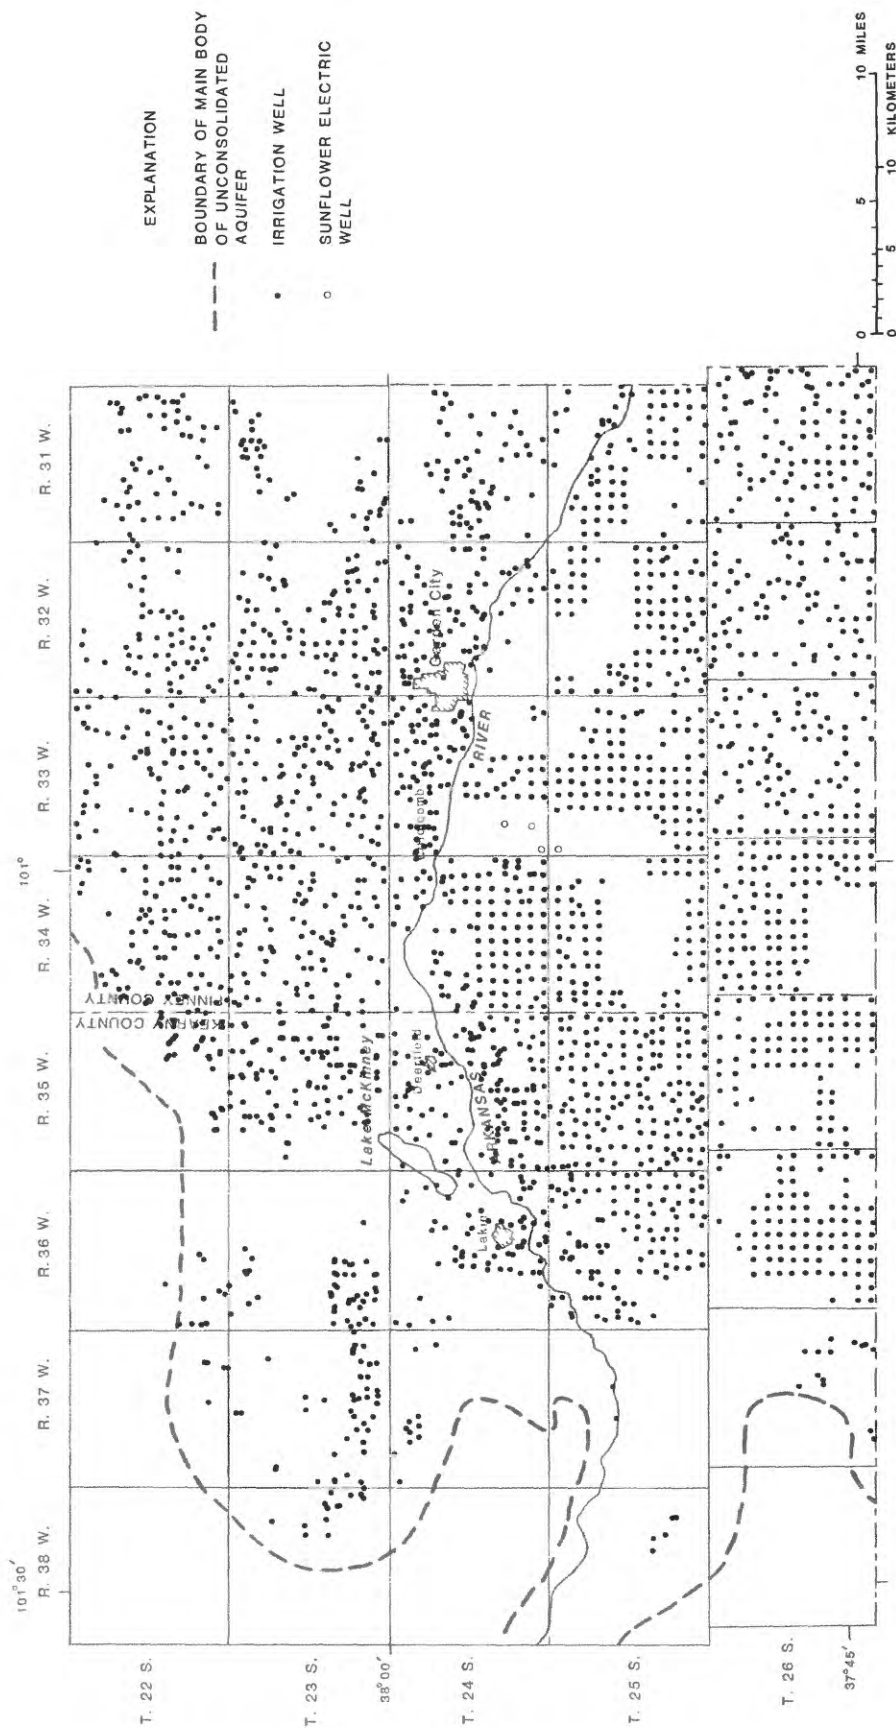 EXPLANATION
BOUNDARY OF MAIN BODY
OF UNCONSOLIDATED
AQUIFER
IRRIGATION WELL
SUNFLOWER ELECTRIC
WELL
101°30′
101°
R. 38 W.
R. 37 W.
R. 36 W.
R. 35 W.
R. 34 W.
R. 33 W.
R. 32 W.
R. 31 W.
T. 22 S.
T. 23 S.
38°00′
T. 24 S.
T. 25 S.
T. 26 S.
37°45′
KEARNY COUNTY
FINNEY COUNTY
Lake McKinney
Deerfield
Lakin
ARKANSAS
RIVER
Holcomb
Garden City
0 5 10 MILES
0 5 10 KILOMETERS